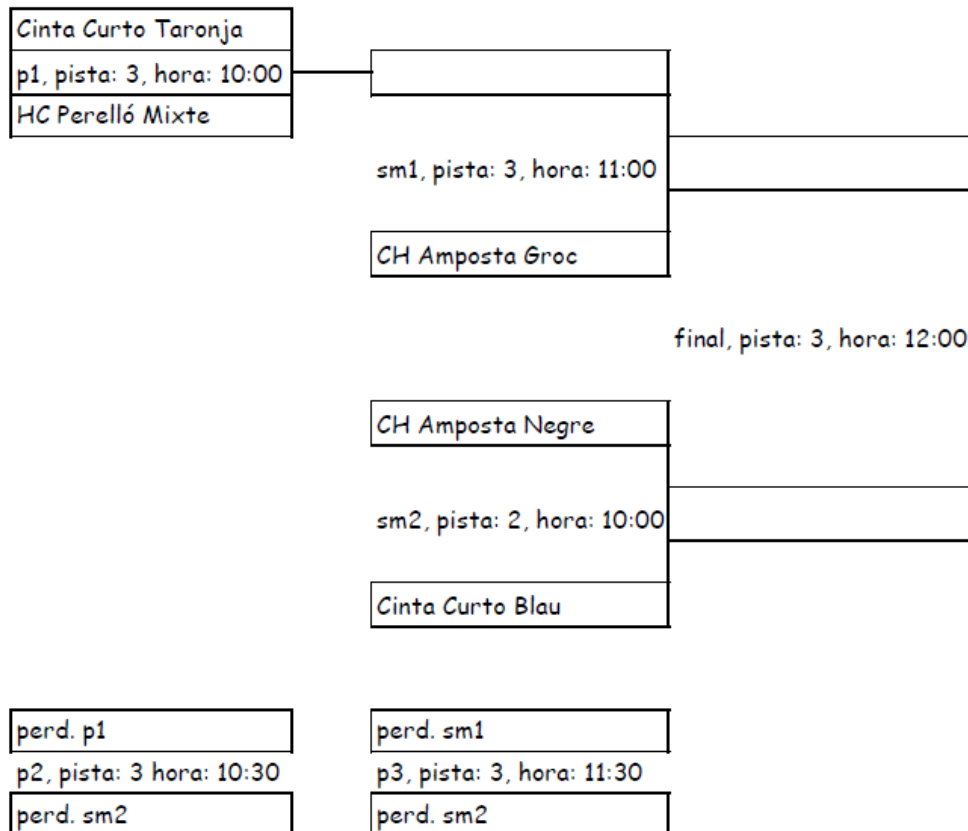 Cinta Curto Taronja
p1, pista: 3, hora: 10:00
HC Perelló Mixte
sm1, pista: 3, hora: 11:00
CH Amposta Groc
final, pista: 3, hora: 12:00
CH Amposta Negre
sm2, pista: 2, hora: 10:00
Cinta Curto Blau
perd. p1
p2, pista: 3 hora: 10:30
perd. sm2
perd. sm1
p3, pista: 3, hora: 11:30
perd. sm2